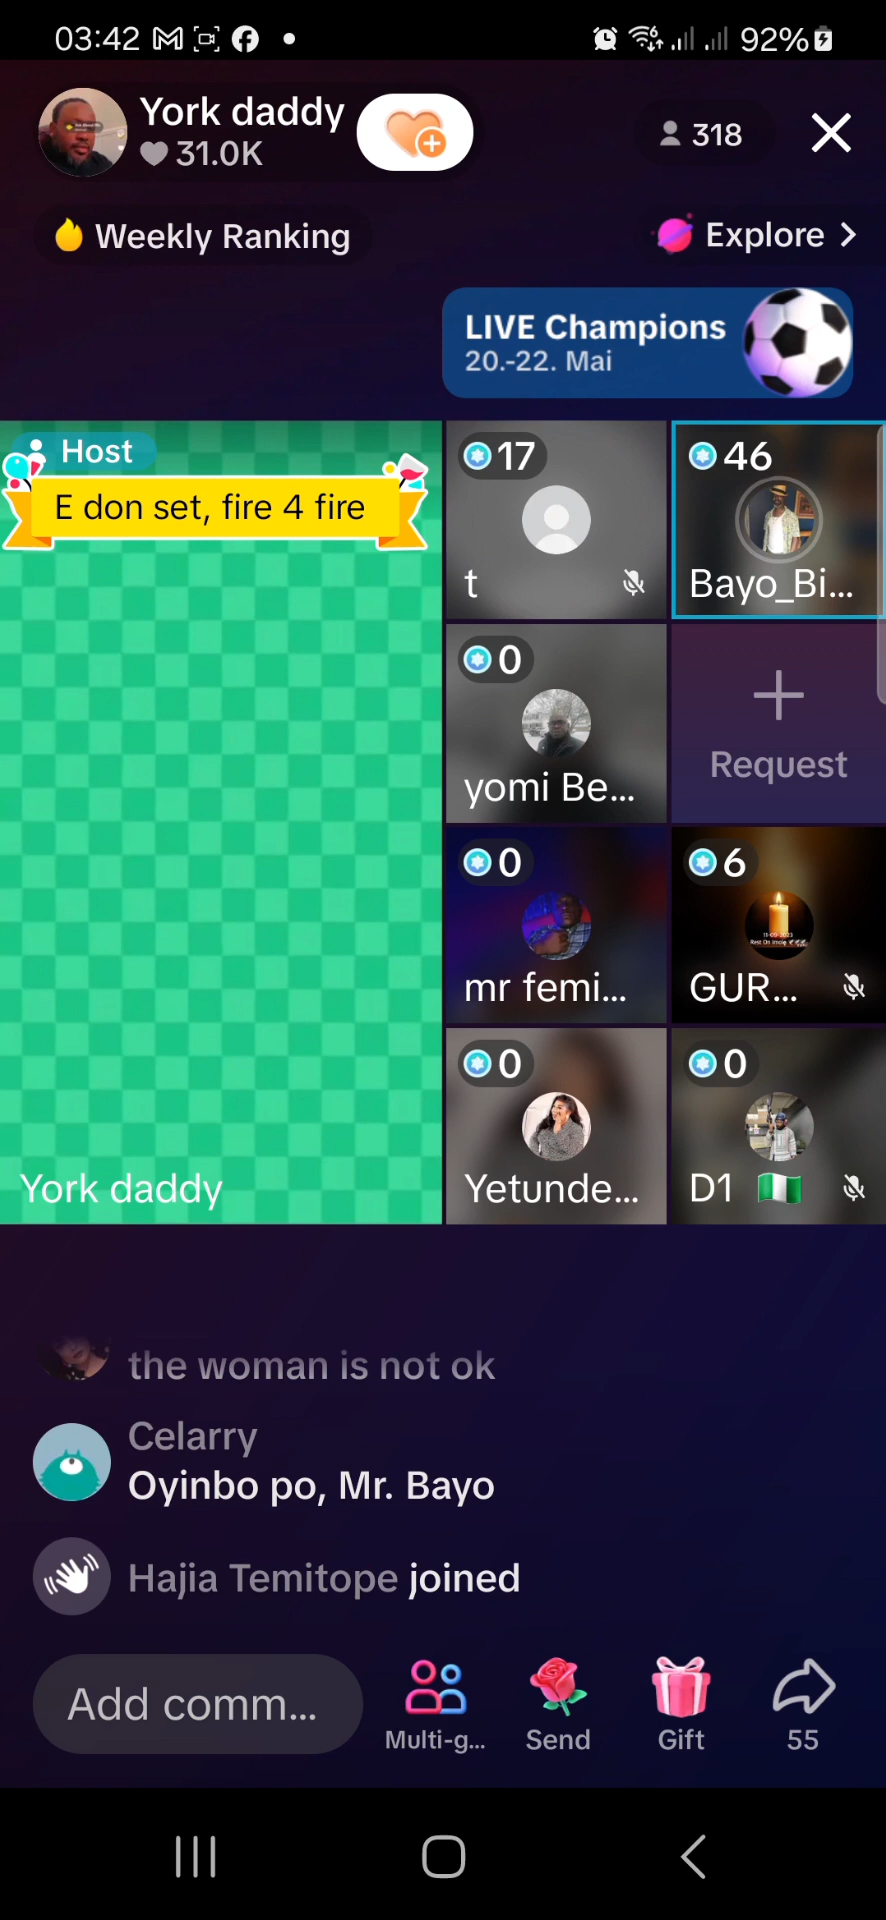 03:42
92%
York daddy
31.0K
318
Weekly Ranking
Explore
LIVE Champions
20.-22. Mai
Host
E don set, fire 4 fire
York daddy
17
t
46
Bayo_Bi...
0
yomi Be...
Request
0
mr femi...
6
11-09-2023
GUR...
0
Yetunde...
0
D1 🇳🇬
the woman is not ok
Celarry
Oyinbo po, Mr. Bayo
Hajia Temitope joined
Add comm...
Multi-g...
Send
Gift
55